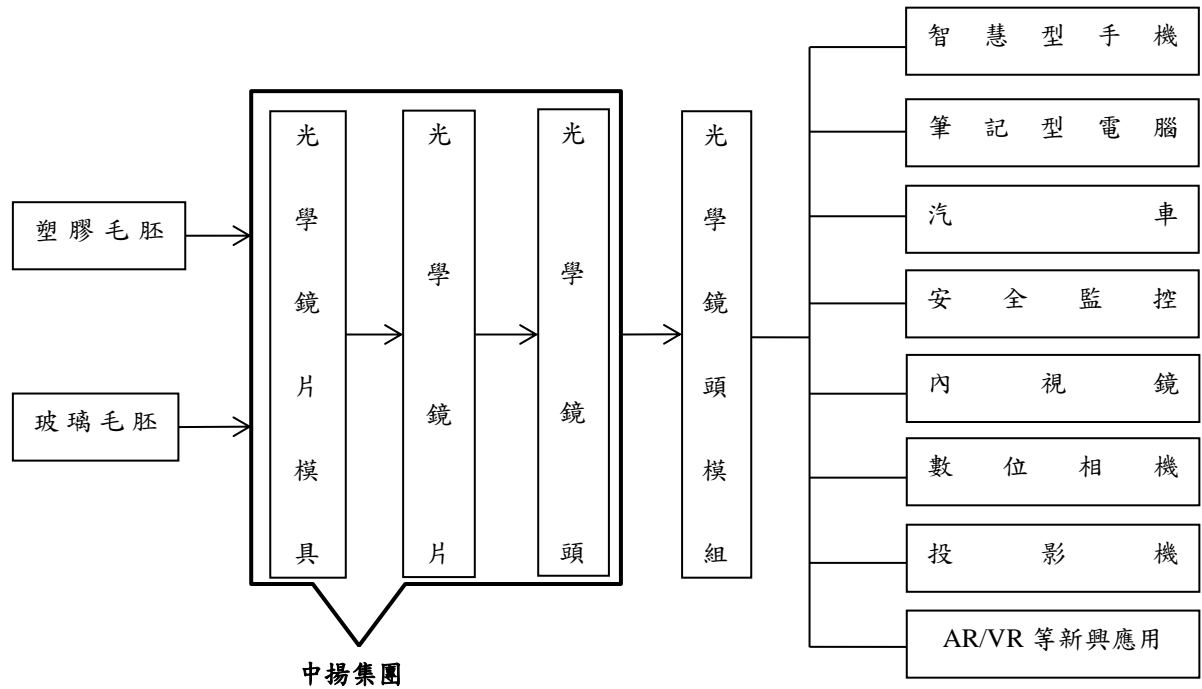 塑膠毛胚
玻璃毛胚
光學鏡片模具
光學鏡片
光學鏡頭
中揚集團
光學鏡頭模組
智慧型手機
筆記型電腦
汽車
安全監控
內視鏡
數位相機
投影機
AR/VR 等新興應用